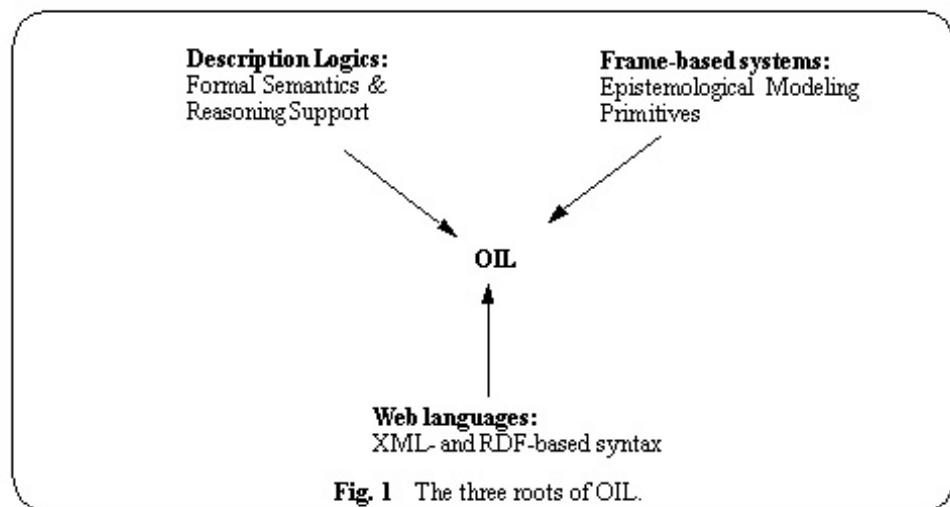 Description Logics:
Formal Semantics &
Reasoning Support
Frame-based systems:
Epistemological Modeling
Primitives
OIL
Web languages:
XML- and RDF-based syntax
Fig. 1 The three roots of OIL.